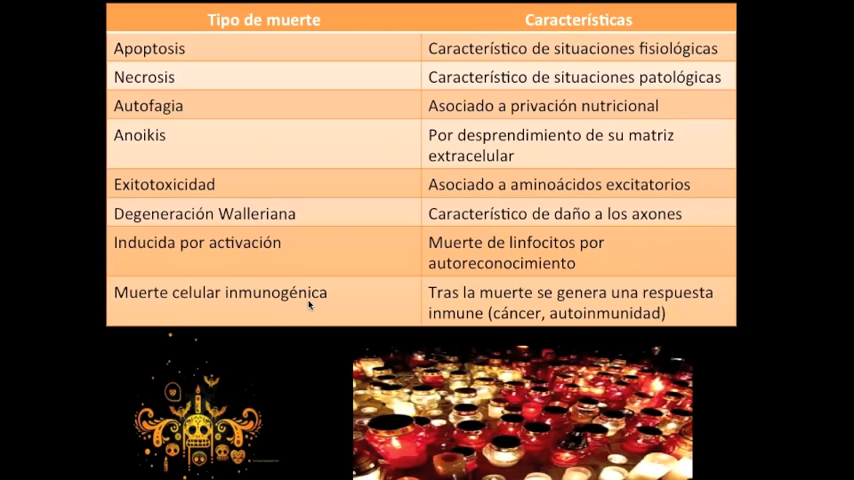 Tipo de muerte Características
Apoptosis Característico de situaciones fisiológicas
Necrosis Característico de situaciones patológicas
Autofagia Asociado a privación nutricional
Anoikis Por desprendimiento de su matriz
extracelular
Exitotoxicidad Asociado a aminoácidos excitatorios
Degeneración Walleriana Característico de daño a los axones
Inducida por activación Muerte de linfocitos por
autoreconocimiento
Muerte celular inmunogénica Tras la muerte se genera una respuesta
inmune (cáncer, autoinmunidad)